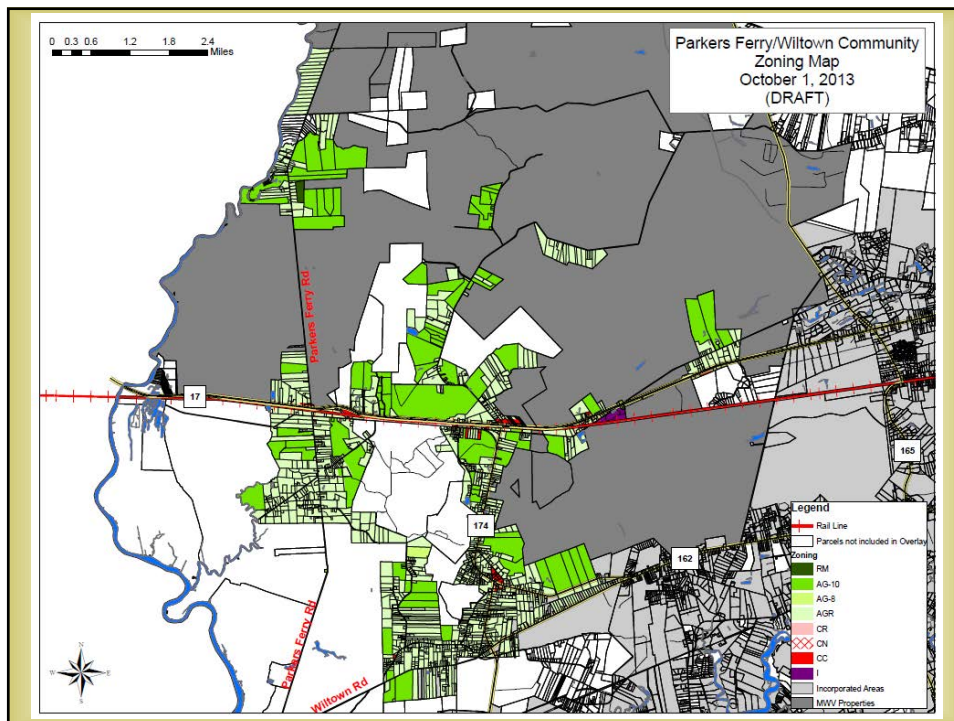 0 0.3 0.6 1.2 1.8 2.4
Miles
Parkers Ferry/Wiltown Community
Zoning Map
October 1, 2013
(DRAFT)
Parkers Ferry Rd
17
165
174
162
Parkers Ferry Rd
Wiltown Rd
N
W
E
S
Legend
Rail Line
Parcels not included in Overlay
Zoning
RM
AG-10
AG-8
AGR
CR
CN
CC
I
Incorporated Areas
MWV Properties